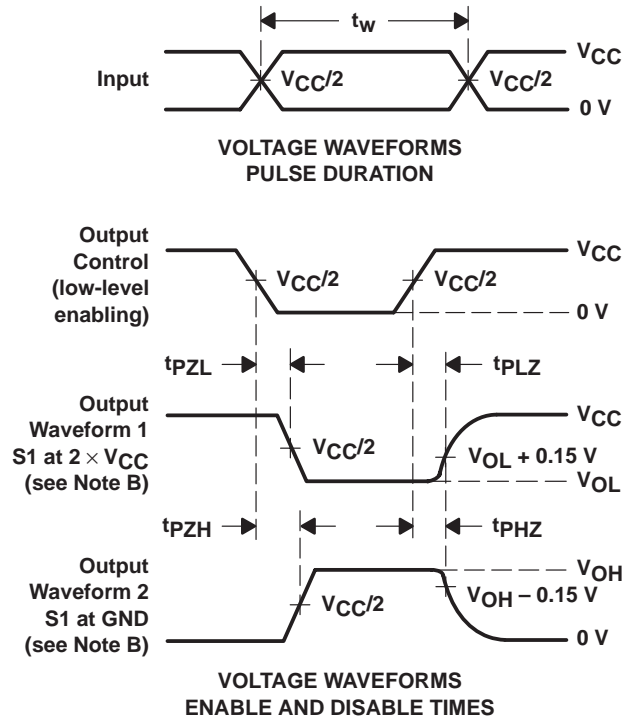 tw
VCC
Input
VCC/2
VCC/2
0 V
VOLTAGE WAVEFORMS
PULSE DURATION
Output
Control
(low-level
enabling)
VCC
VCC/2
VCC/2
0 V
tPZL
tPLZ
Output
Waveform 1
S1 at 2 × VCC
(see Note B)
VCC
VCC/2
VOL + 0.15 V
VOL
tPZH
tPHZ
Output
Waveform 2
S1 at GND
(see Note B)
VOH
VCC/2
VOH – 0.15 V
0 V
VOLTAGE WAVEFORMS
ENABLE AND DISABLE TIMES